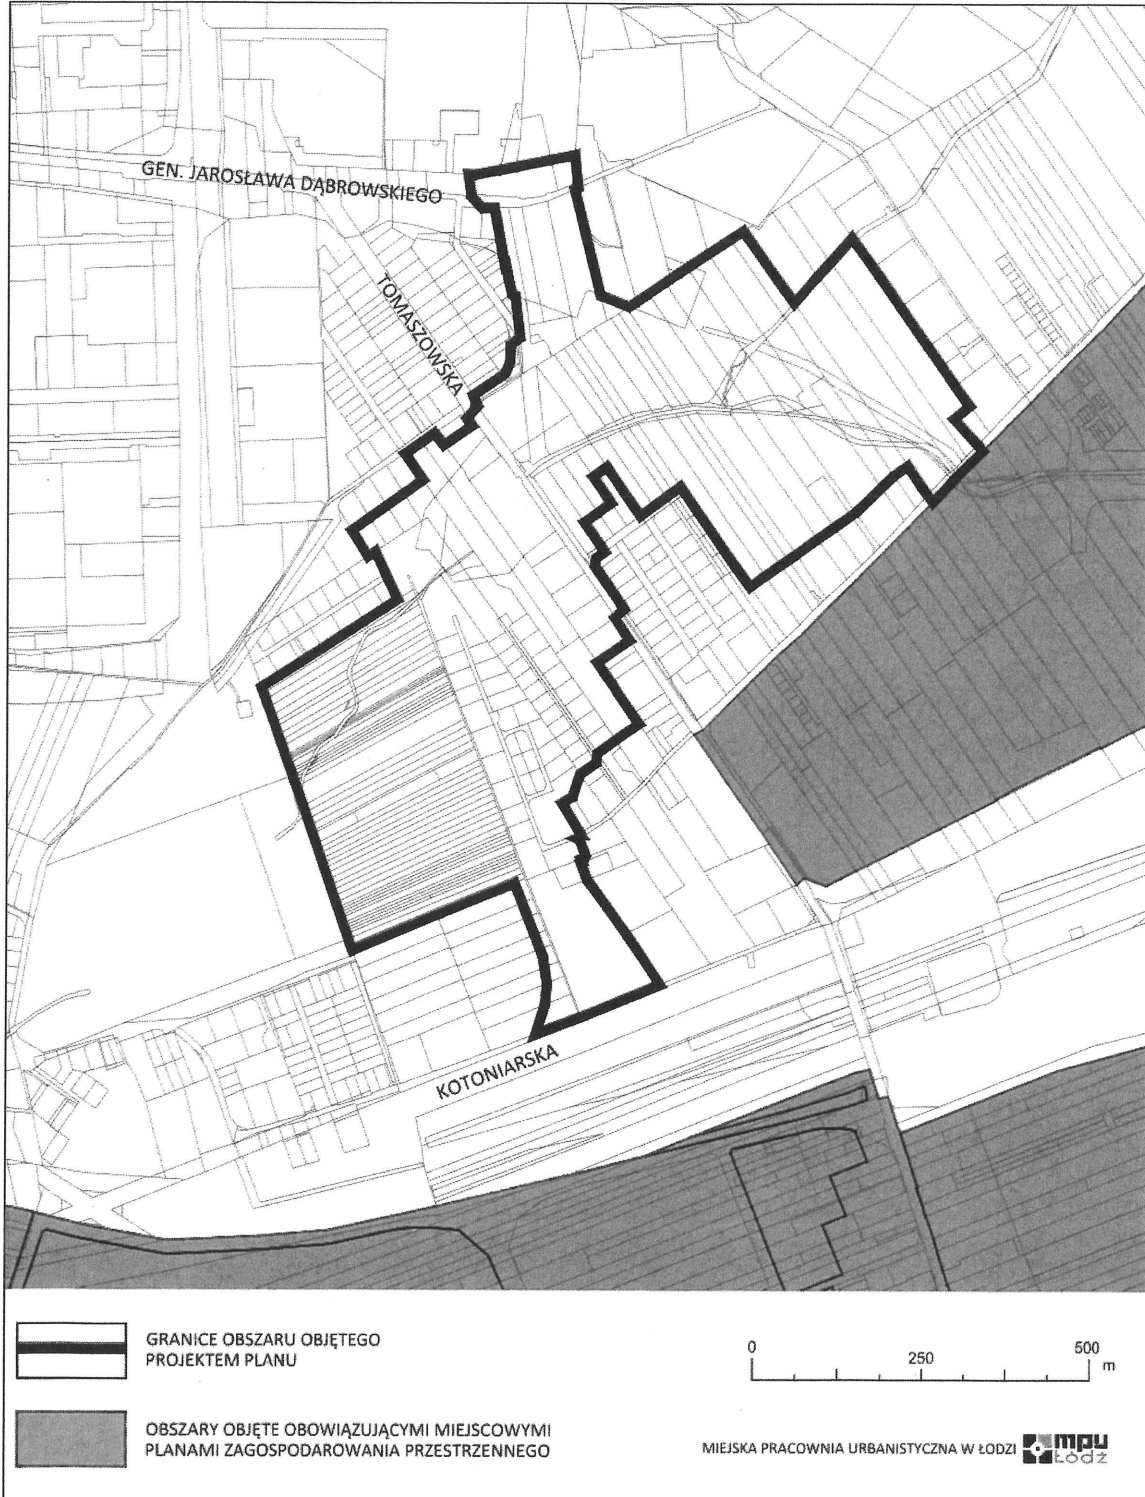 GEN. JAROSŁAWA DĄBROWSKIEGO
TOMASZOWSKA
KOTONIARSKA
GRANICE OBSZARU OBJĘTEGO
PROJEKTEM PLANU
0 250 500 m
OBSZARY OBJĘTE OBOWIĄZUJĄCYMI MIEJSCOWYMI
PLANAMI ZAGOSPODAROWANIA PRZESTRZENNEGO
MIEJSKA PRACOWNIA URBANISTYCZNA W ŁODZI mpu
Łódź